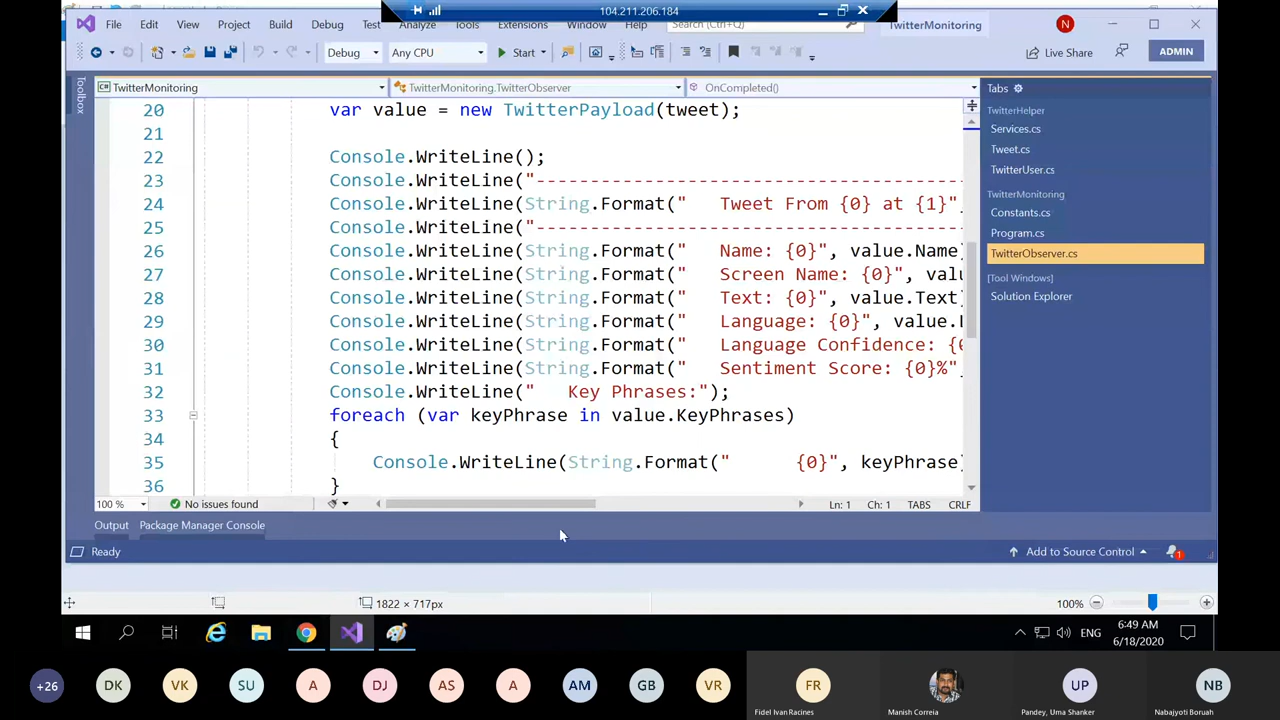 104.211.206.184
File Edit View Project Build Debug Test Analyze Tools Extensions Window Help Search (Ctrl+Q) TwitterMonitoring N
Debug Any CPU Start Live Share ADMIN
Toolbox
C# TwitterMonitoring TwitterMonitoring.TwitterObserver OnCompleted()
20 var value = new TwitterPayload(tweet);
21
22 Console.WriteLine();
23 Console.WriteLine("----------------------------------------
24 Console.WriteLine(String.Format("   Tweet From {0} at {1}"
25 Console.WriteLine("----------------------------------------
26 Console.WriteLine(String.Format("   Name: {0}", value.Name)
27 Console.WriteLine(String.Format("   Screen Name: {0}", valu
28 Console.WriteLine(String.Format("   Text: {0}", value.Text)
29 Console.WriteLine(String.Format("   Language: {0}", value.
30 Console.WriteLine(String.Format("   Language Confidence: {0
31 Console.WriteLine(String.Format("   Sentiment Score: {0}%"
32 Console.WriteLine("   Key Phrases:");
33 foreach (var keyPhrase in value.KeyPhrases)
34 {
35 Console.WriteLine(String.Format("      {0}", keyPhrase)
36 }
Tabs
TwitterHelper
Services.cs
Tweet.cs
TwitterUser.cs
TwitterMonitoring
Constants.cs
Program.cs
TwitterObserver.cs
[Tool Windows]
Solution Explorer
100 % No issues found Ln: 1 Ch: 1 TABS CRLF
Output Package Manager Console
Ready Add to Source Control 1
1822 × 717px 100%
ENG 6:49 AM
6/18/2020
+26 DK VK SU A DJ AS A AM GB VR FR UP NB
Fidel Ivan Racines Manish Correia Pandey, Uma Shanker Nabajyoti Boruah